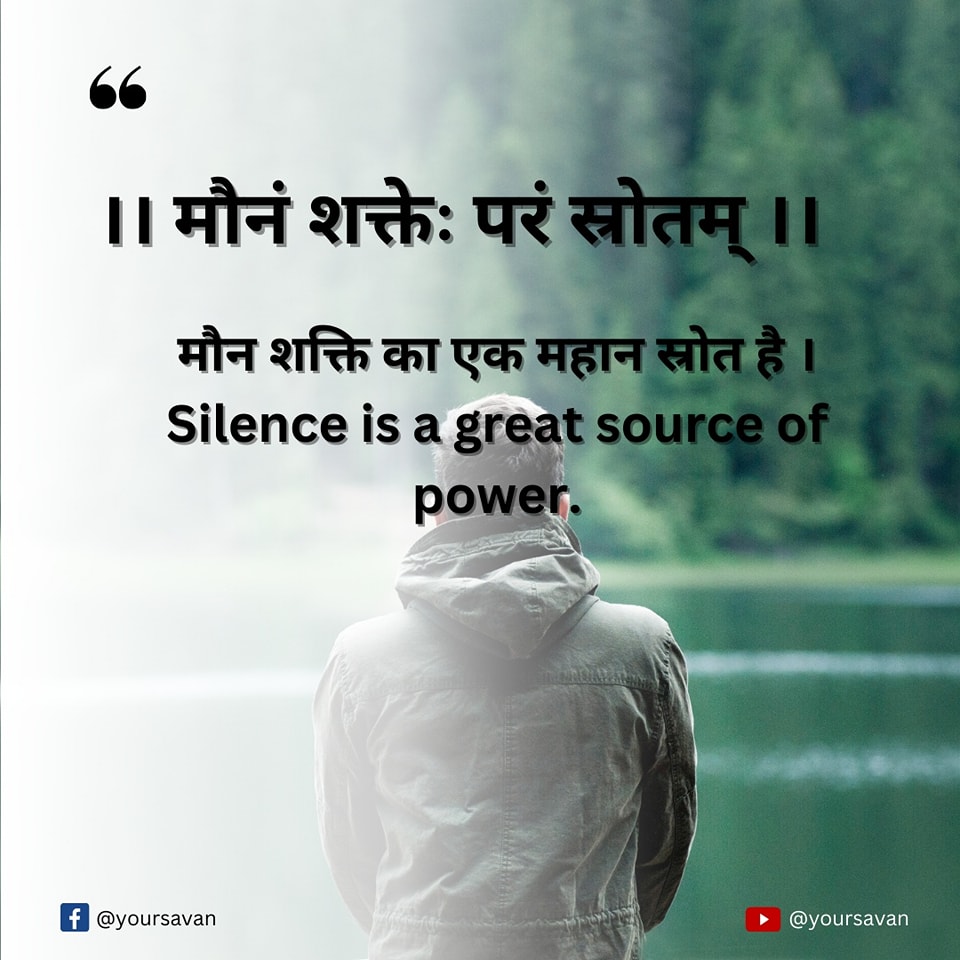 “
।। मौनं शक्तेः परं स्रोतम् ।।
मौन शक्ति का एक महान स्रोत है ।
Silence is a great source of
power.
@yoursavan
@yoursavan